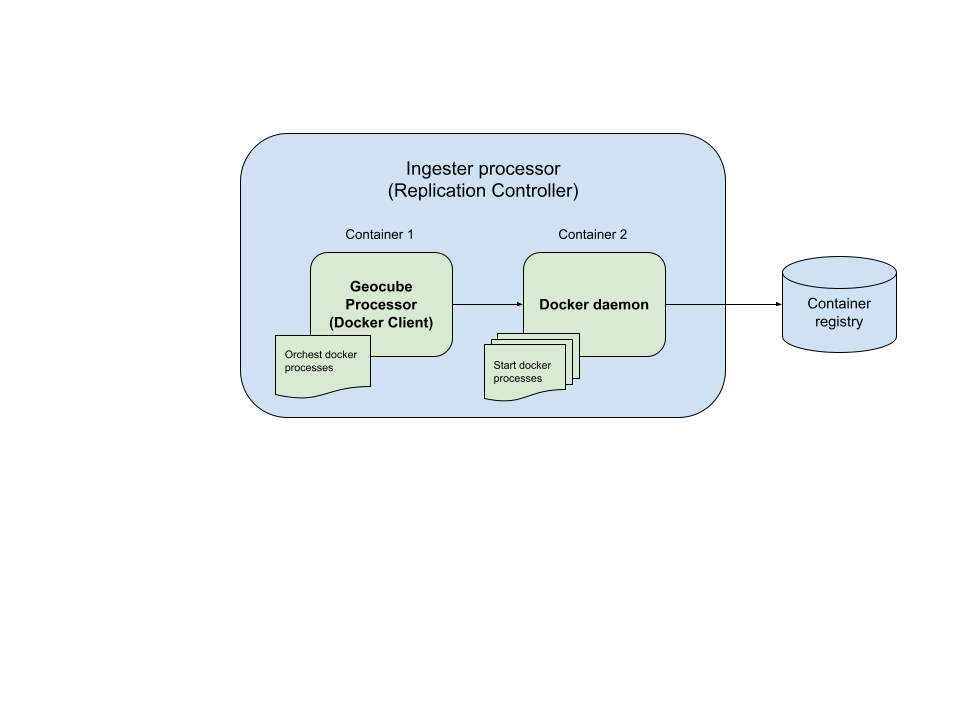 Ingester processor
(Replication Controller)
Container 1
Container 2
Geocube
Processor
(Docker Client)
Docker daemon
Container
registry
Orchest docker
processes
Start docker
processes